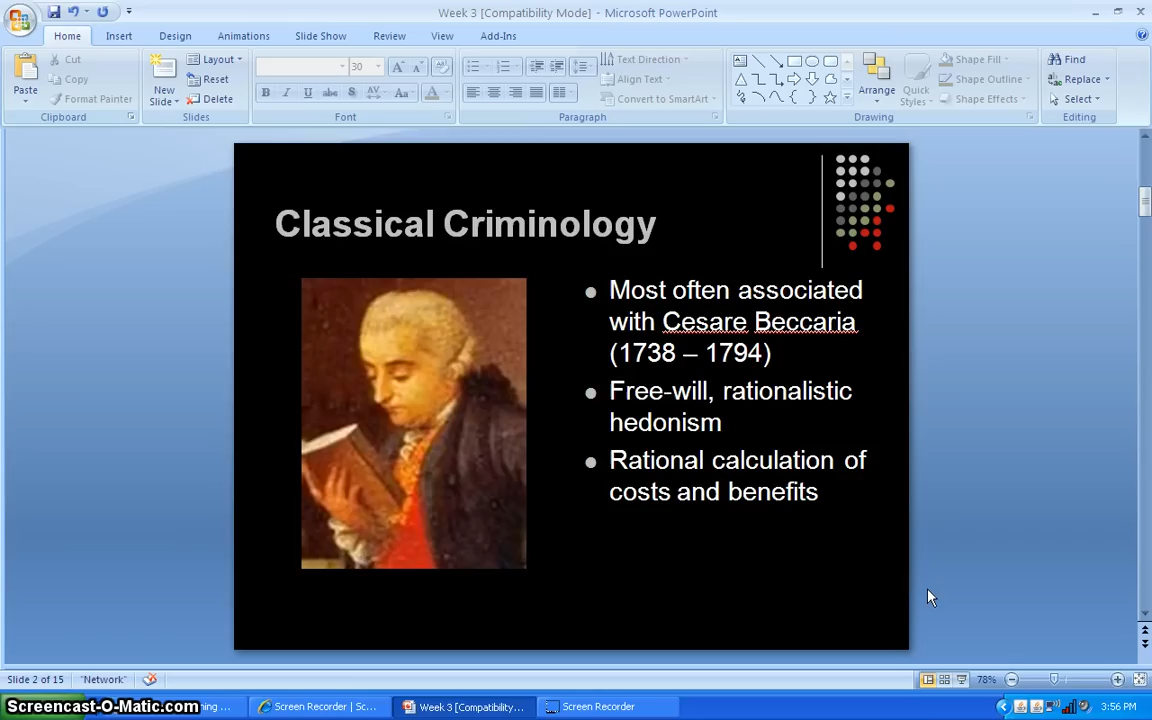 Week 3 [Compatibility Mode] - Microsoft PowerPoint
Home Insert Design Animations Slide Show Review View Add-Ins
Paste
Cut
Copy
Format Painter
Clipboard
New
Slide
Layout
Reset
Delete
Slides
30
Font
Text Direction
Align Text
Convert to SmartArt
Paragraph
Arrange
Quick
Styles
Shape Fill
Shape Outline
Shape Effects
Drawing
Find
Replace
Select
Editing
Classical Criminology
Most often associated
with Cesare Beccaria
(1738 – 1794)
Free-will, rationalistic
hedonism
Rational calculation of
costs and benefits
Slide 2 of 15 "Network" 78%
Screencast-O-Matic.com
Screen Recorder | Sc...
Week 3 [Compatibility...
Screen Recorder
3:56 PM